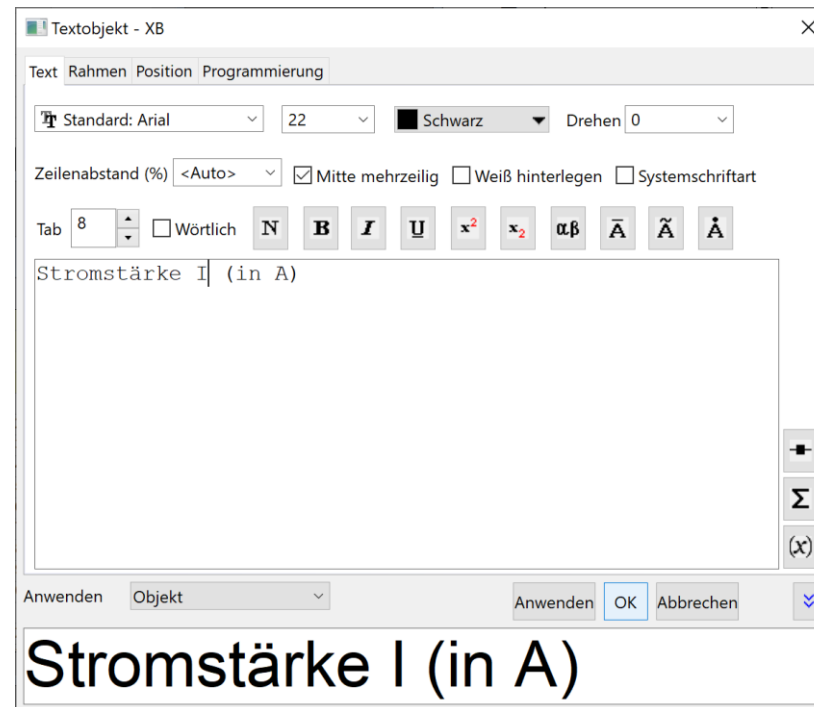 Textobjekt - XB
Text Rahmen Position Programmierung
Standard: Arial 22 Schwarz Drehen 0
Zeilenabstand (%) <Auto> Mitte mehrzeilig Weiß hinterlegen Systemschriftart
Tab 8 Wörtlich N B I U x² x₂ αβ Ā Ã Å
Stromstärke I (in A)
Σ
(x)
Anwenden Objekt Anwenden OK Abbrechen
Stromstärke I (in A)